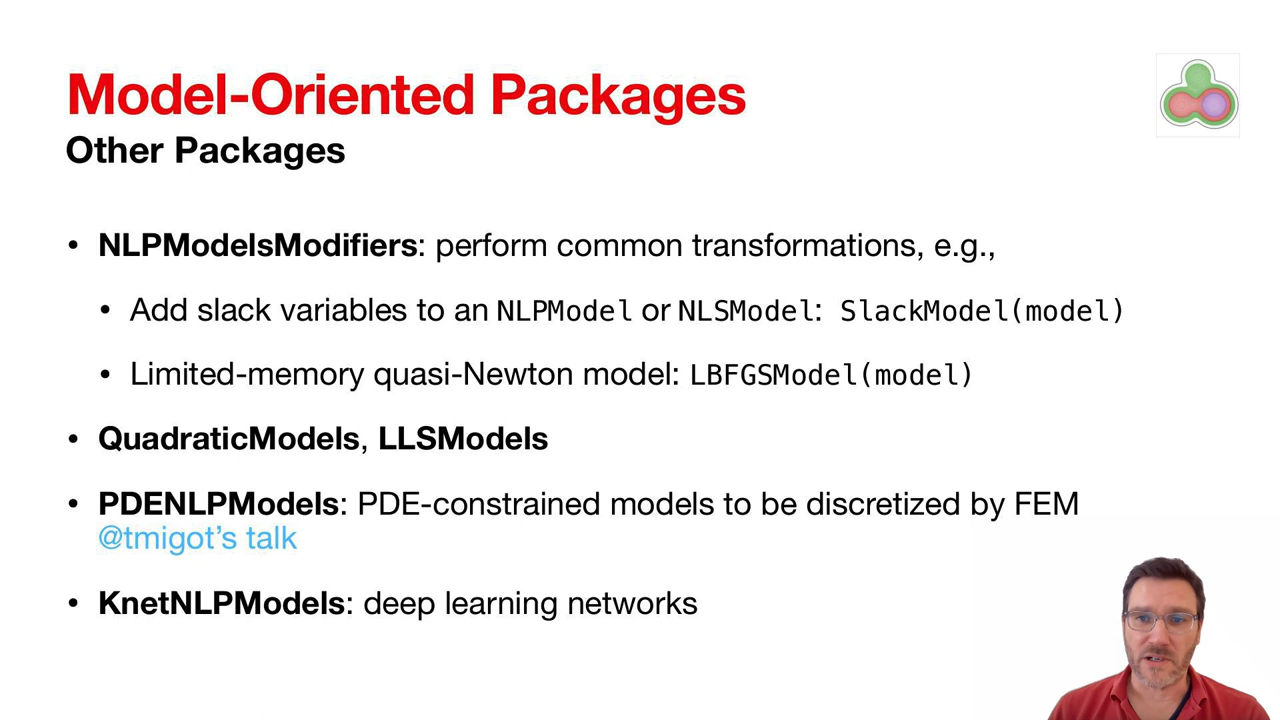 Model-Oriented Packages
Other Packages
• NLPModelsModifiers: perform common transformations, e.g.,
• Add slack variables to an NLPModel or NLSModel: SlackModel(model)
• Limited-memory quasi-Newton model: LBFGSModel(model)
• QuadraticModels, LLSModels
• PDENLPModels: PDE-constrained models to be discretized by FEM
@tmigot's talk
• KnetNLPModels: deep learning networks